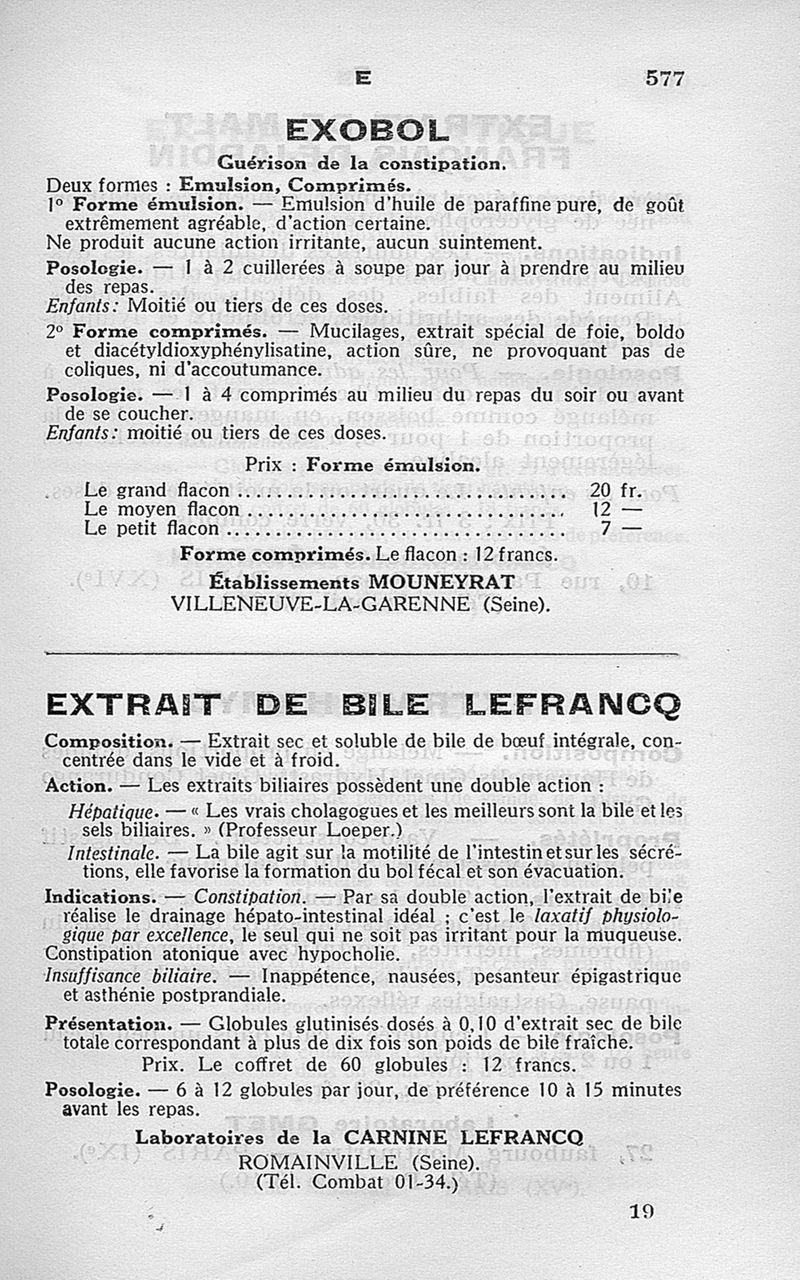 E 577
EXOBOL
Guérison de la constipation.
Deux formes : Emulsion, Comprimés.
1° Forme émulsion. — Emulsion d'huile de paraffine pure, de goût
extrêmement agréable, d'action certaine.
Ne produit aucune action irritante, aucun suintement.
Posologie. — 1 à 2 cuillerées à soupe par jour à prendre au milieu
des repas.
Enfants : Moitié ou tiers de ces doses.
2° Forme comprimés. — Mucilages, extrait spécial de foie, boldo
et diacétyldioxyphénylisatine, action sûre, ne provoquant pas de
coliques, ni d'accoutumance.
Posologie. — 1 à 4 comprimés au milieu du repas du soir ou avant
de se coucher.
Enfants : moitié ou tiers de ces doses.
Prix : Forme émulsion.
Le grand flacon .................................. 20 fr.
Le moyen flacon ................................. 12 —
Le petit flacon ................................... 7 —
Forme comprimés. Le flacon : 12 francs.
Établissements MOUNEYRAT
VILLENEUVE-LA-GARENNE (Seine).
EXTRAIT DE BILE LEFRANCQ
Composition. — Extrait sec et soluble de bile de bœuf intégrale, con-
centrée dans le vide et à froid.
Action. — Les extraits biliaires possèdent une double action :
Hépatique. — « Les vrais cholagogues et les meilleurs sont la bile et les
sels biliaires. » (Professeur Loeper.)
Intestinale. — La bile agit sur la motilité de l'intestin et sur les sécré-
tions, elle favorise la formation du bol fécal et son évacuation.
Indications. — Constipation. — Par sa double action, l'extrait de bile
réalise le drainage hépato-intestinal idéal ; c'est le laxatif physiolo-
gique par excellence, le seul qui ne soit pas irritant pour la muqueuse.
Constipation atonique avec hypocholie.
Insuffisance biliaire. — Inappétence, nausées, pesanteur épigastrique
et asthénie postprandiale.
Présentation. — Globules glutinisés dosés à 0,10 d'extrait sec de bile
totale correspondant à plus de dix fois son poids de bile fraîche.
Prix. Le coffret de 60 globules : 12 francs.
Posologie. — 6 à 12 globules par jour, de préférence 10 à 15 minutes
avant les repas.
Laboratoires de la CARNINE LEFRANCQ
ROMAINVILLE (Seine).
(Tél. Combat 01-34.)
19